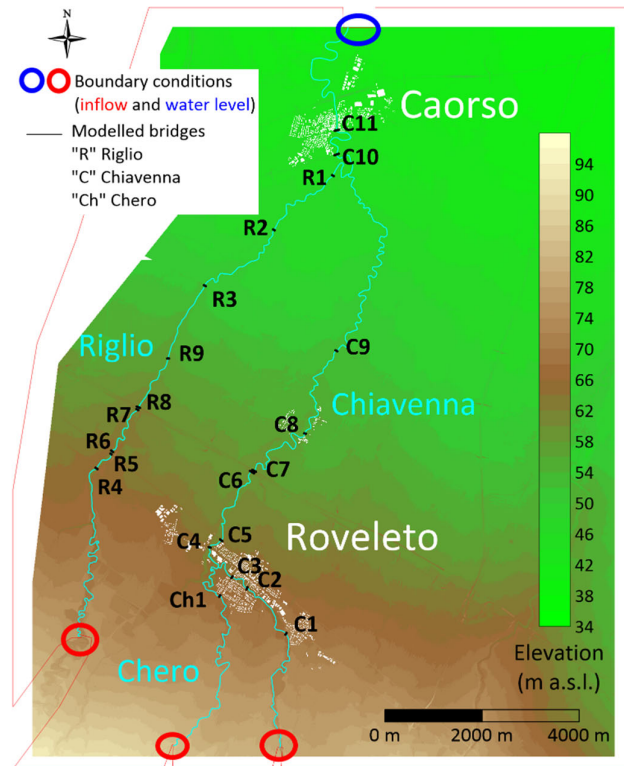 N
Boundary conditions
(inflow and water level)
Modelled bridges
"R" Riglio
"C" Chiavenna
"Ch" Chero
Caorso
C11
C10
R1
R2
R3
Riglio
R9
C9
Chiavenna
R8
R7
C8
R6
R5
R4
C6
C7
Roveleto
C5
C4
C3
C2
Ch1
C1
Chero
94
90
86
82
78
74
70
66
62
58
54
50
46
42
38
34
Elevation
(m a.s.l.)
0 m 2000 m 4000 m